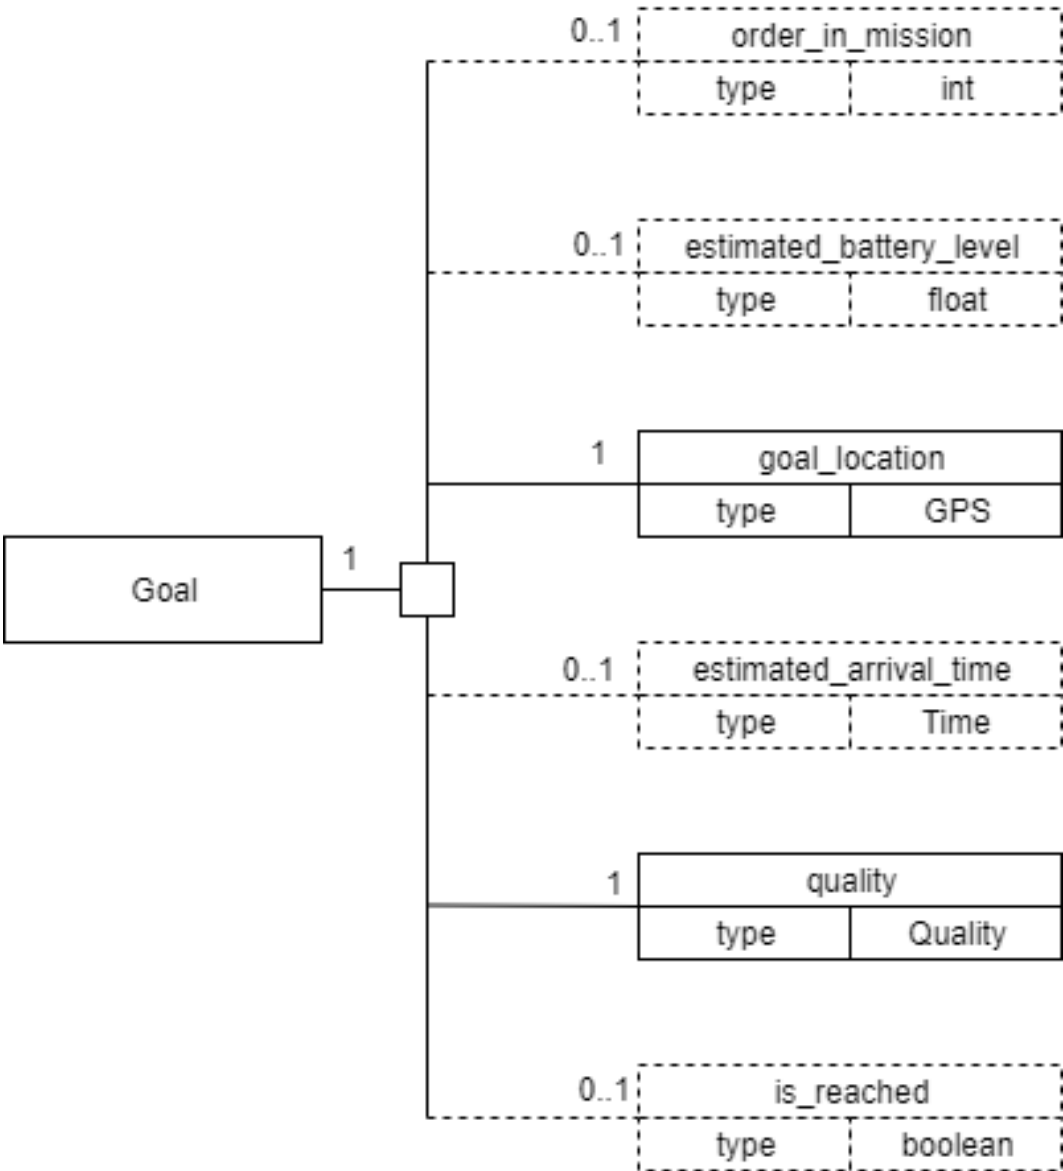 0..1 order_in_mission
type int
0..1 estimated_battery_level
type float
1 goal_location
type GPS
Goal 1
0..1 estimated_arrival_time
type Time
1 quality
type Quality
0..1 is_reached
type boolean